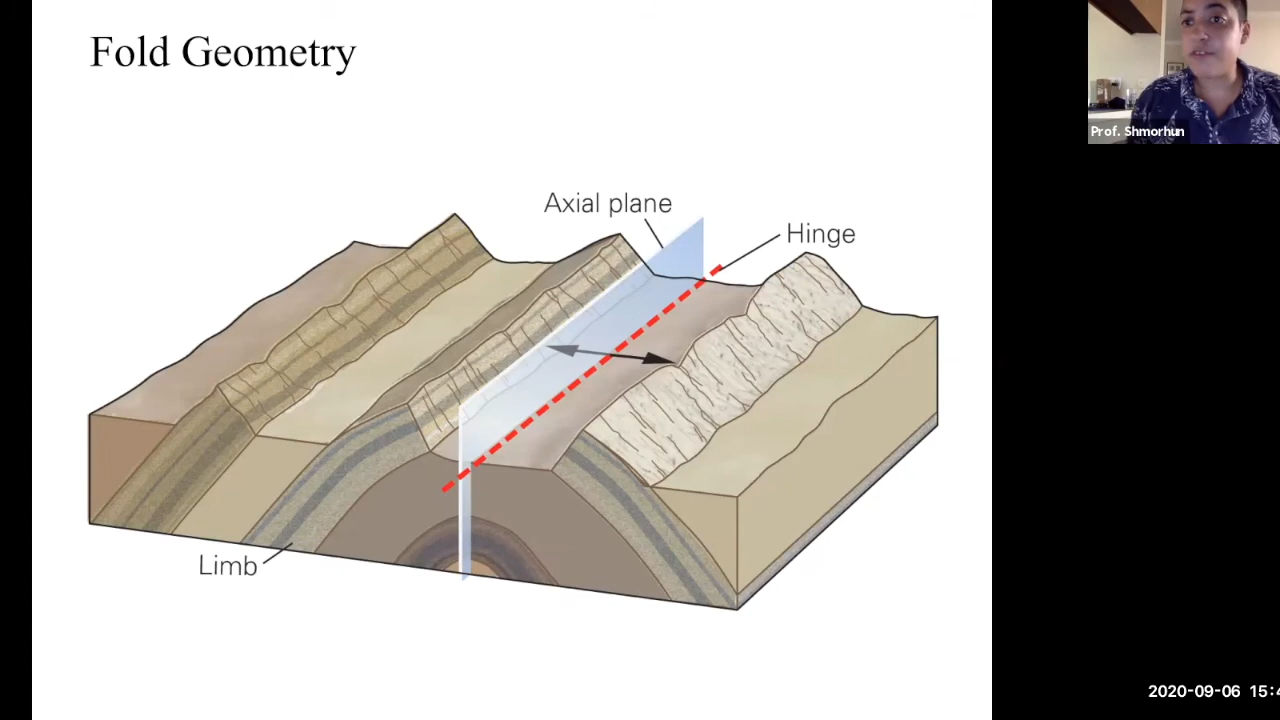 Fold Geometry
Prof. Shmorhun
Axial plane
Hinge
Limb
2020-09-06 15:4